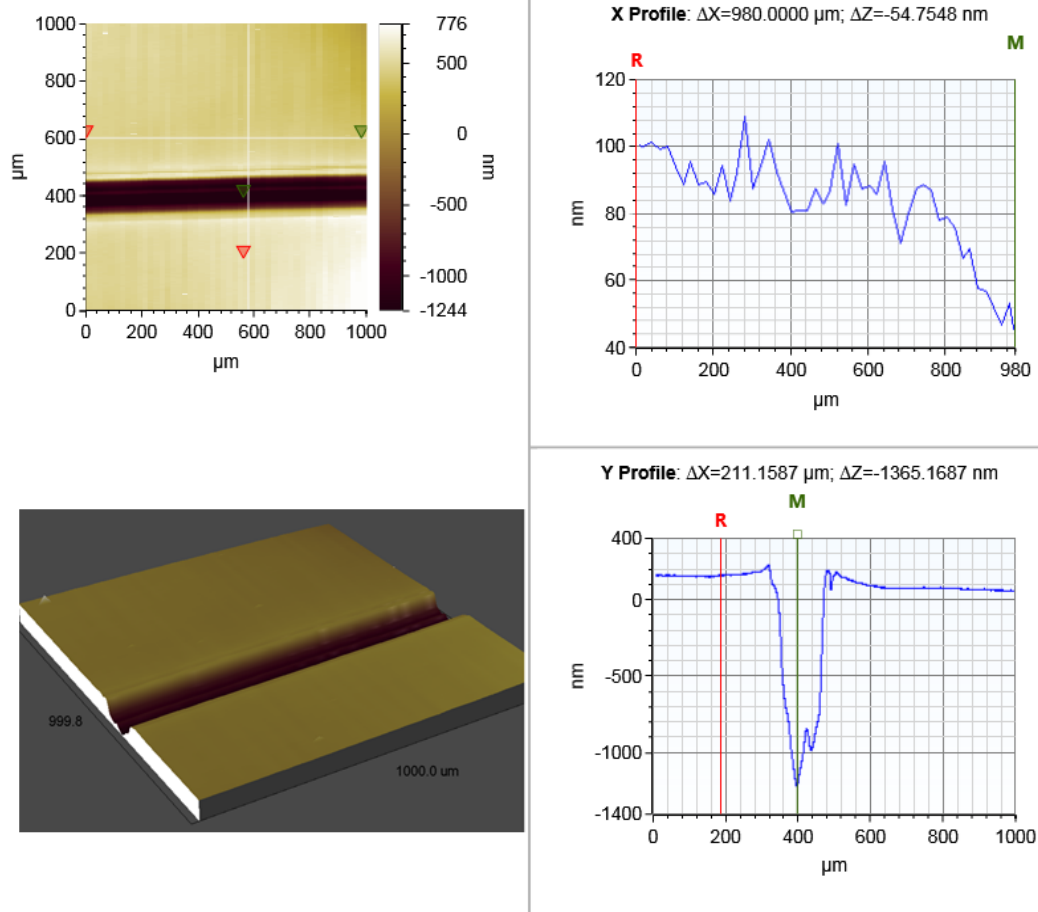 1000
800
600
400
200
0
µm
0 200 400 600 800 1000
µm
776
500
0
-500
-1000
-1244
nm
X Profile: ΔX=980.0000 µm; ΔZ=-54.7548 nm
R
M
120
100
80
60
40
nm
0 200 400 600 800 980
µm
999.8
1000.0 um
Y Profile: ΔX=211.1587 µm; ΔZ=-1365.1687 nm
M
R
400
0
-500
-1000
-1400
nm
0 200 400 600 800 1000
µm